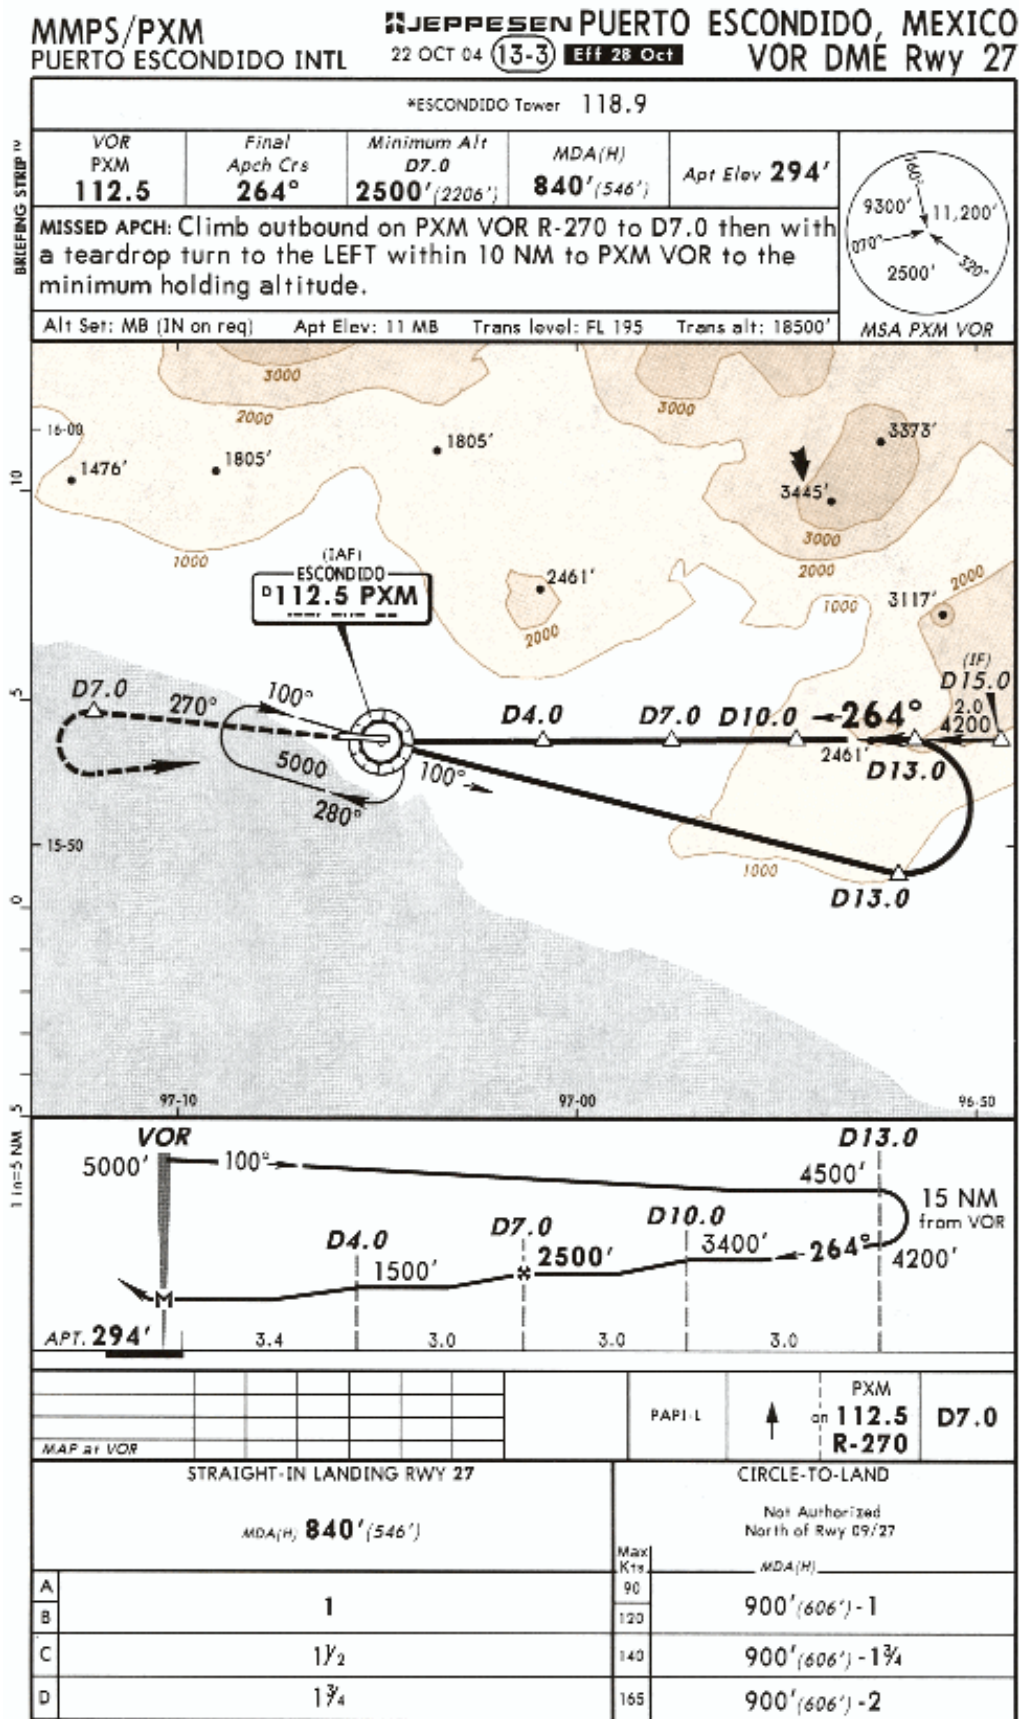 MMPS/PXM
PUERTO ESCONDIDO INTL
JEPPESEN
22 OCT 04 13-3 Eff 28 Oct
PUERTO ESCONDIDO, MEXICO
VOR DME Rwy 27
BRIEFING STRIP™
*ESCONDIDO Tower 118.9
VOR
PXM
112.5
Final
Apch Crs
264°
Minimum Alt
D7.0
2500'(2206')
MDA(H)
840'(546')
Apt Elev 294'
MISSED APCH: Climb outbound on PXM VOR R-270 to D7.0 then with
a teardrop turn to the LEFT within 10 NM to PXM VOR to the
minimum holding altitude.
Alt Set: MB (IN on req) Apt Elev: 11 MB Trans level: FL 195 Trans alt: 18500'
160°
9300'
11,200'
070°
320°
2500'
MSA PXM VOR
3000
2000
3000
16-00
1476'
1805'
1805'
3373'
3445'
10
1000
3000
2000
2000
(IAF)
ESCONDIDO
D 112.5 PXM
2461'
2000
1000
3117'
(IF)
D15.0
5
D7.0
270°
100°
D4.0
D7.0
D10.0
264°
2.0
4200
2461'
D13.0
5000
100°
280°
15-50
1000
D13.0
0
97-10
97-00
96-50
5
1 in=5 NM
VOR
D13.0
5000'
100°
4500'
15 NM
from VOR
D4.0
D7.0
D10.0
1500'
2500'
3400'
264°
4200'
M
APT. 294'
3.4
3.0
3.0
3.0
MAP at VOR
PAPI-L
on
PXM
112.5
R-270
D7.0
STRAIGHT-IN LANDING RWY 27
MDA(H) 840'(546')
CIRCLE-TO-LAND
Not Authorized
North of Rwy 09/27
Max
Kts
MDA(H)
A
B
1
90
120
900'(606')-1
C
1½
140
900'(606')-1¾
D
1¾
165
900'(606')-2